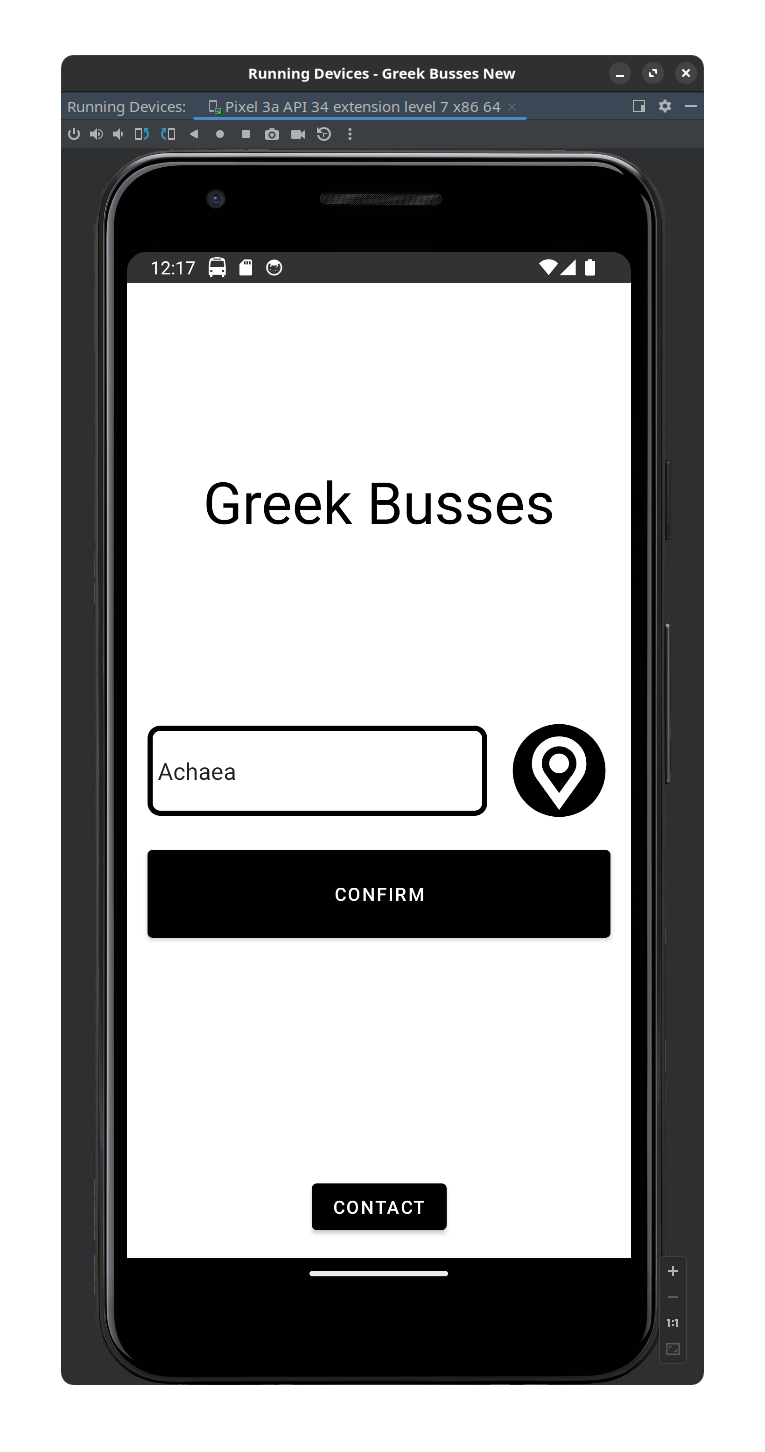 Running Devices - Greek Busses New
Running Devices: Pixel 3a API 34 extension level 7 x86 64
12:17
Greek Busses
Achaea
CONFIRM
CONTACT
1:1